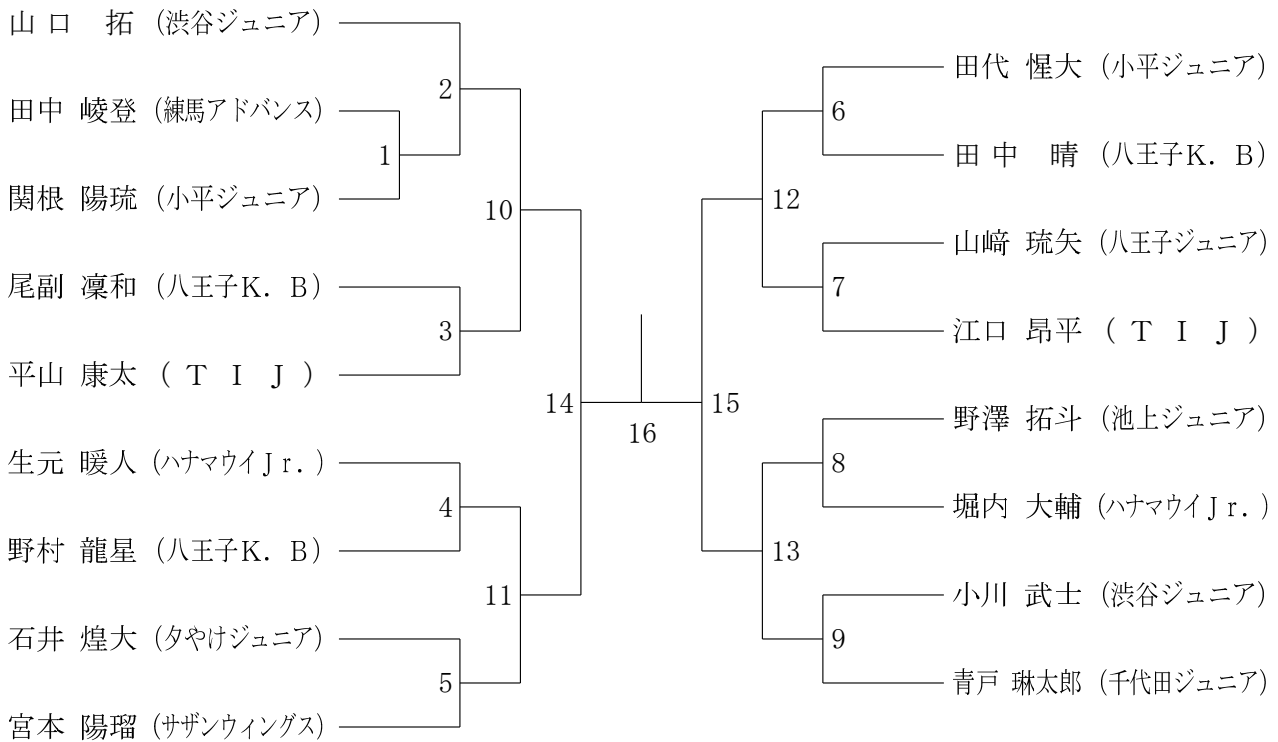 山口 拓 (渋谷ジュニア)
田中 崚登 (練馬アドバンス)
関根 陽琉 (小平ジュニア)
尾副 凜和 (八王子K．B)
平山 康太 (ＴＩＪ)
生元 暖人 (ハナマウイJr.)
野村 龍星 (八王子K．B)
石井 煌大 (夕やけジュニア)
宮本 陽瑠 (サザンウィングス)
1
2
3
4
5
10
11
14
16
15
12
13
6
7
8
9
田代 惺大 (小平ジュニア)
田中 晴 (八王子K．B)
山﨑 琉矢 (八王子ジュニア)
江口 昂平 (ＴＩＪ)
野澤 拓斗 (池上ジュニア)
堀内 大輔 (ハナマウイJr.)
小川 武士 (渋谷ジュニア)
青戸 琳太郎 (千代田ジュニア)